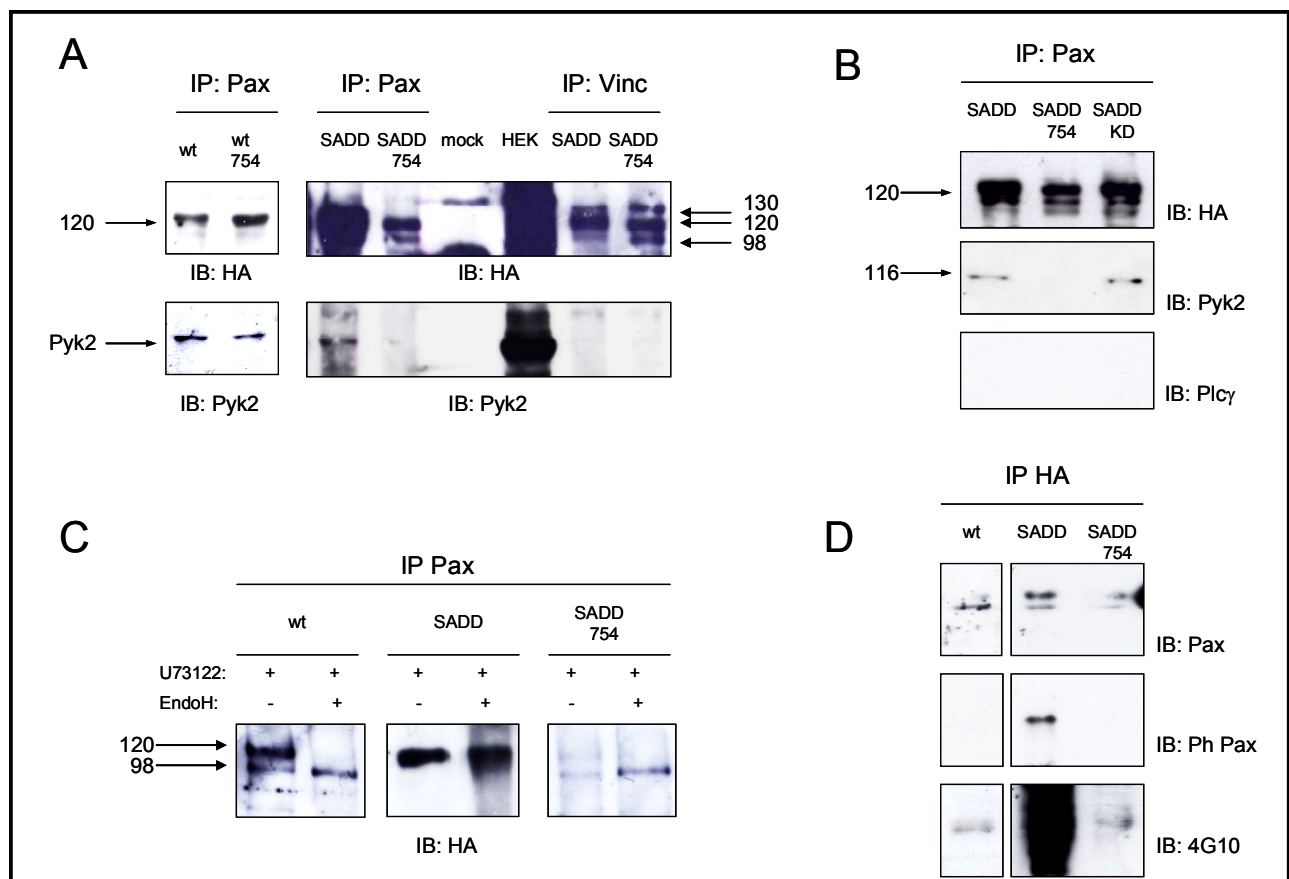 A
IP: Pax
IP: Pax
IP: Vinc
wt
wt
754
SADD
SADD
754
mock
HEK
SADD
SADD
754
120
130
120
98
IB: HA
IB: HA
Pyk2
IB: Pyk2
IB: Pyk2
B
IP: Pax
SADD
SADD
754
SADD
KD
120
IB: HA
116
IB: Pyk2
IB: Plcγ
C
IP Pax
wt
SADD
SADD
754
U73122: + + + + + +
EndoH: - + - + - +
120
98
IB: HA
D
IP HA
wt
SADD
SADD
754
IB: Pax
IB: Ph Pax
IB: 4G10